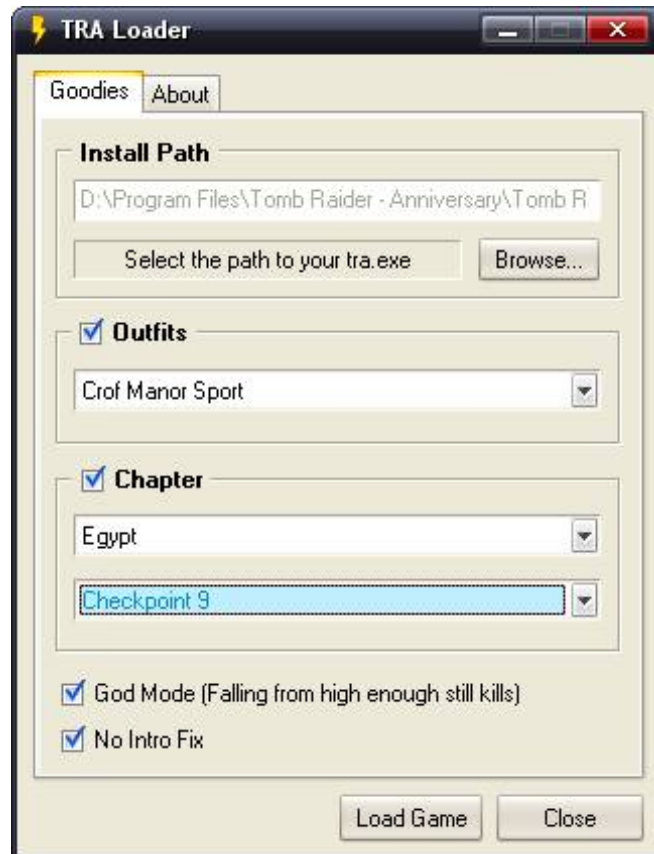 TRA Loader
Goodies About
Install Path
D:\Program Files\Tomb Raider - Anniversary\Tomb R
Select the path to your tra.exe
Browse...
Outfits
Crof Manor Sport
Chapter
Egypt
Checkpoint 9
God Mode (Falling from high enough still kills)
No Intro Fix
Load Game Close